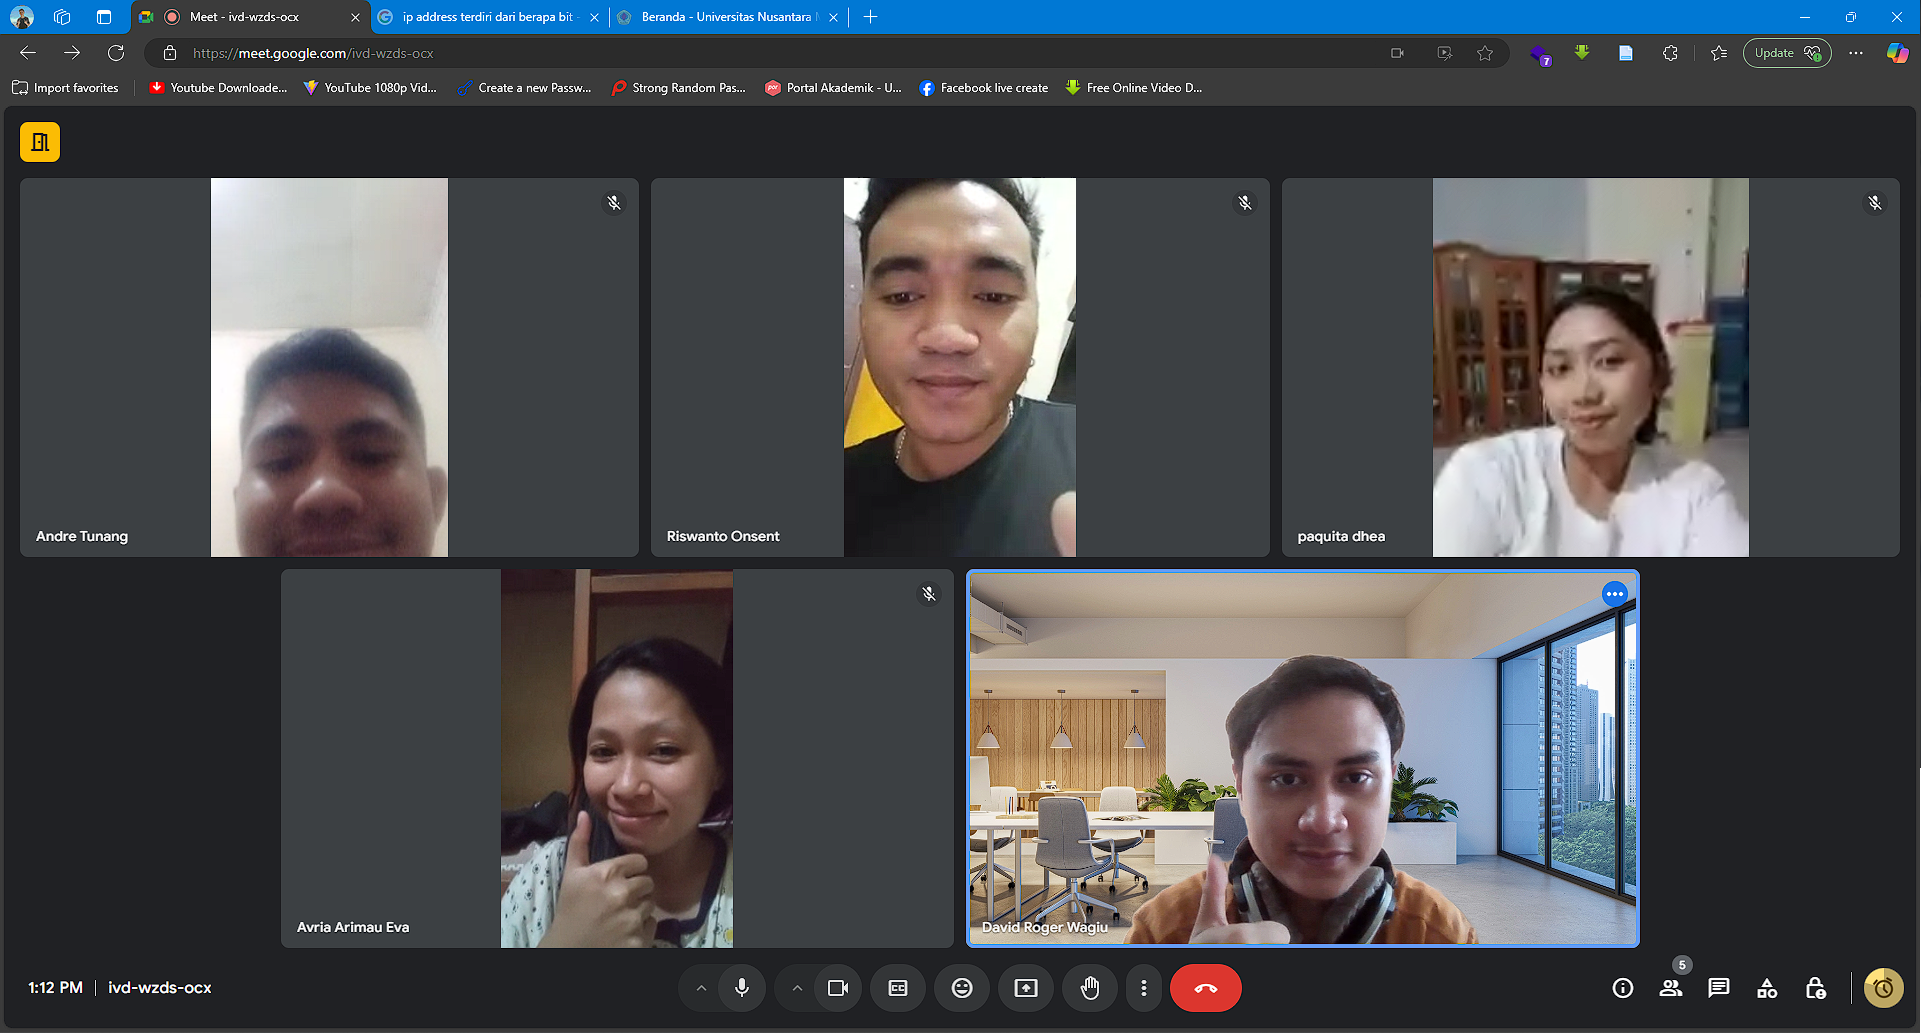 Meet - ivd-wzds-ocx
ip address terdiri dari berapa bit -
Beranda - Universitas Nusantara
https://meet.google.com/ivd-wzds-ocx
7
Update
Import favorites
Youtube Downloade...
YouTube 1080p Vid...
Create a new Passw...
Strong Random Pas...
Portal Akademik - U...
Facebook live create
Free Online Video D...
Andre Tunang
Riswanto Onsent
paquita dhea
Avria Arimau Eva
David Roger Wagiu
1:12 PM
ivd-wzds-ocx
5